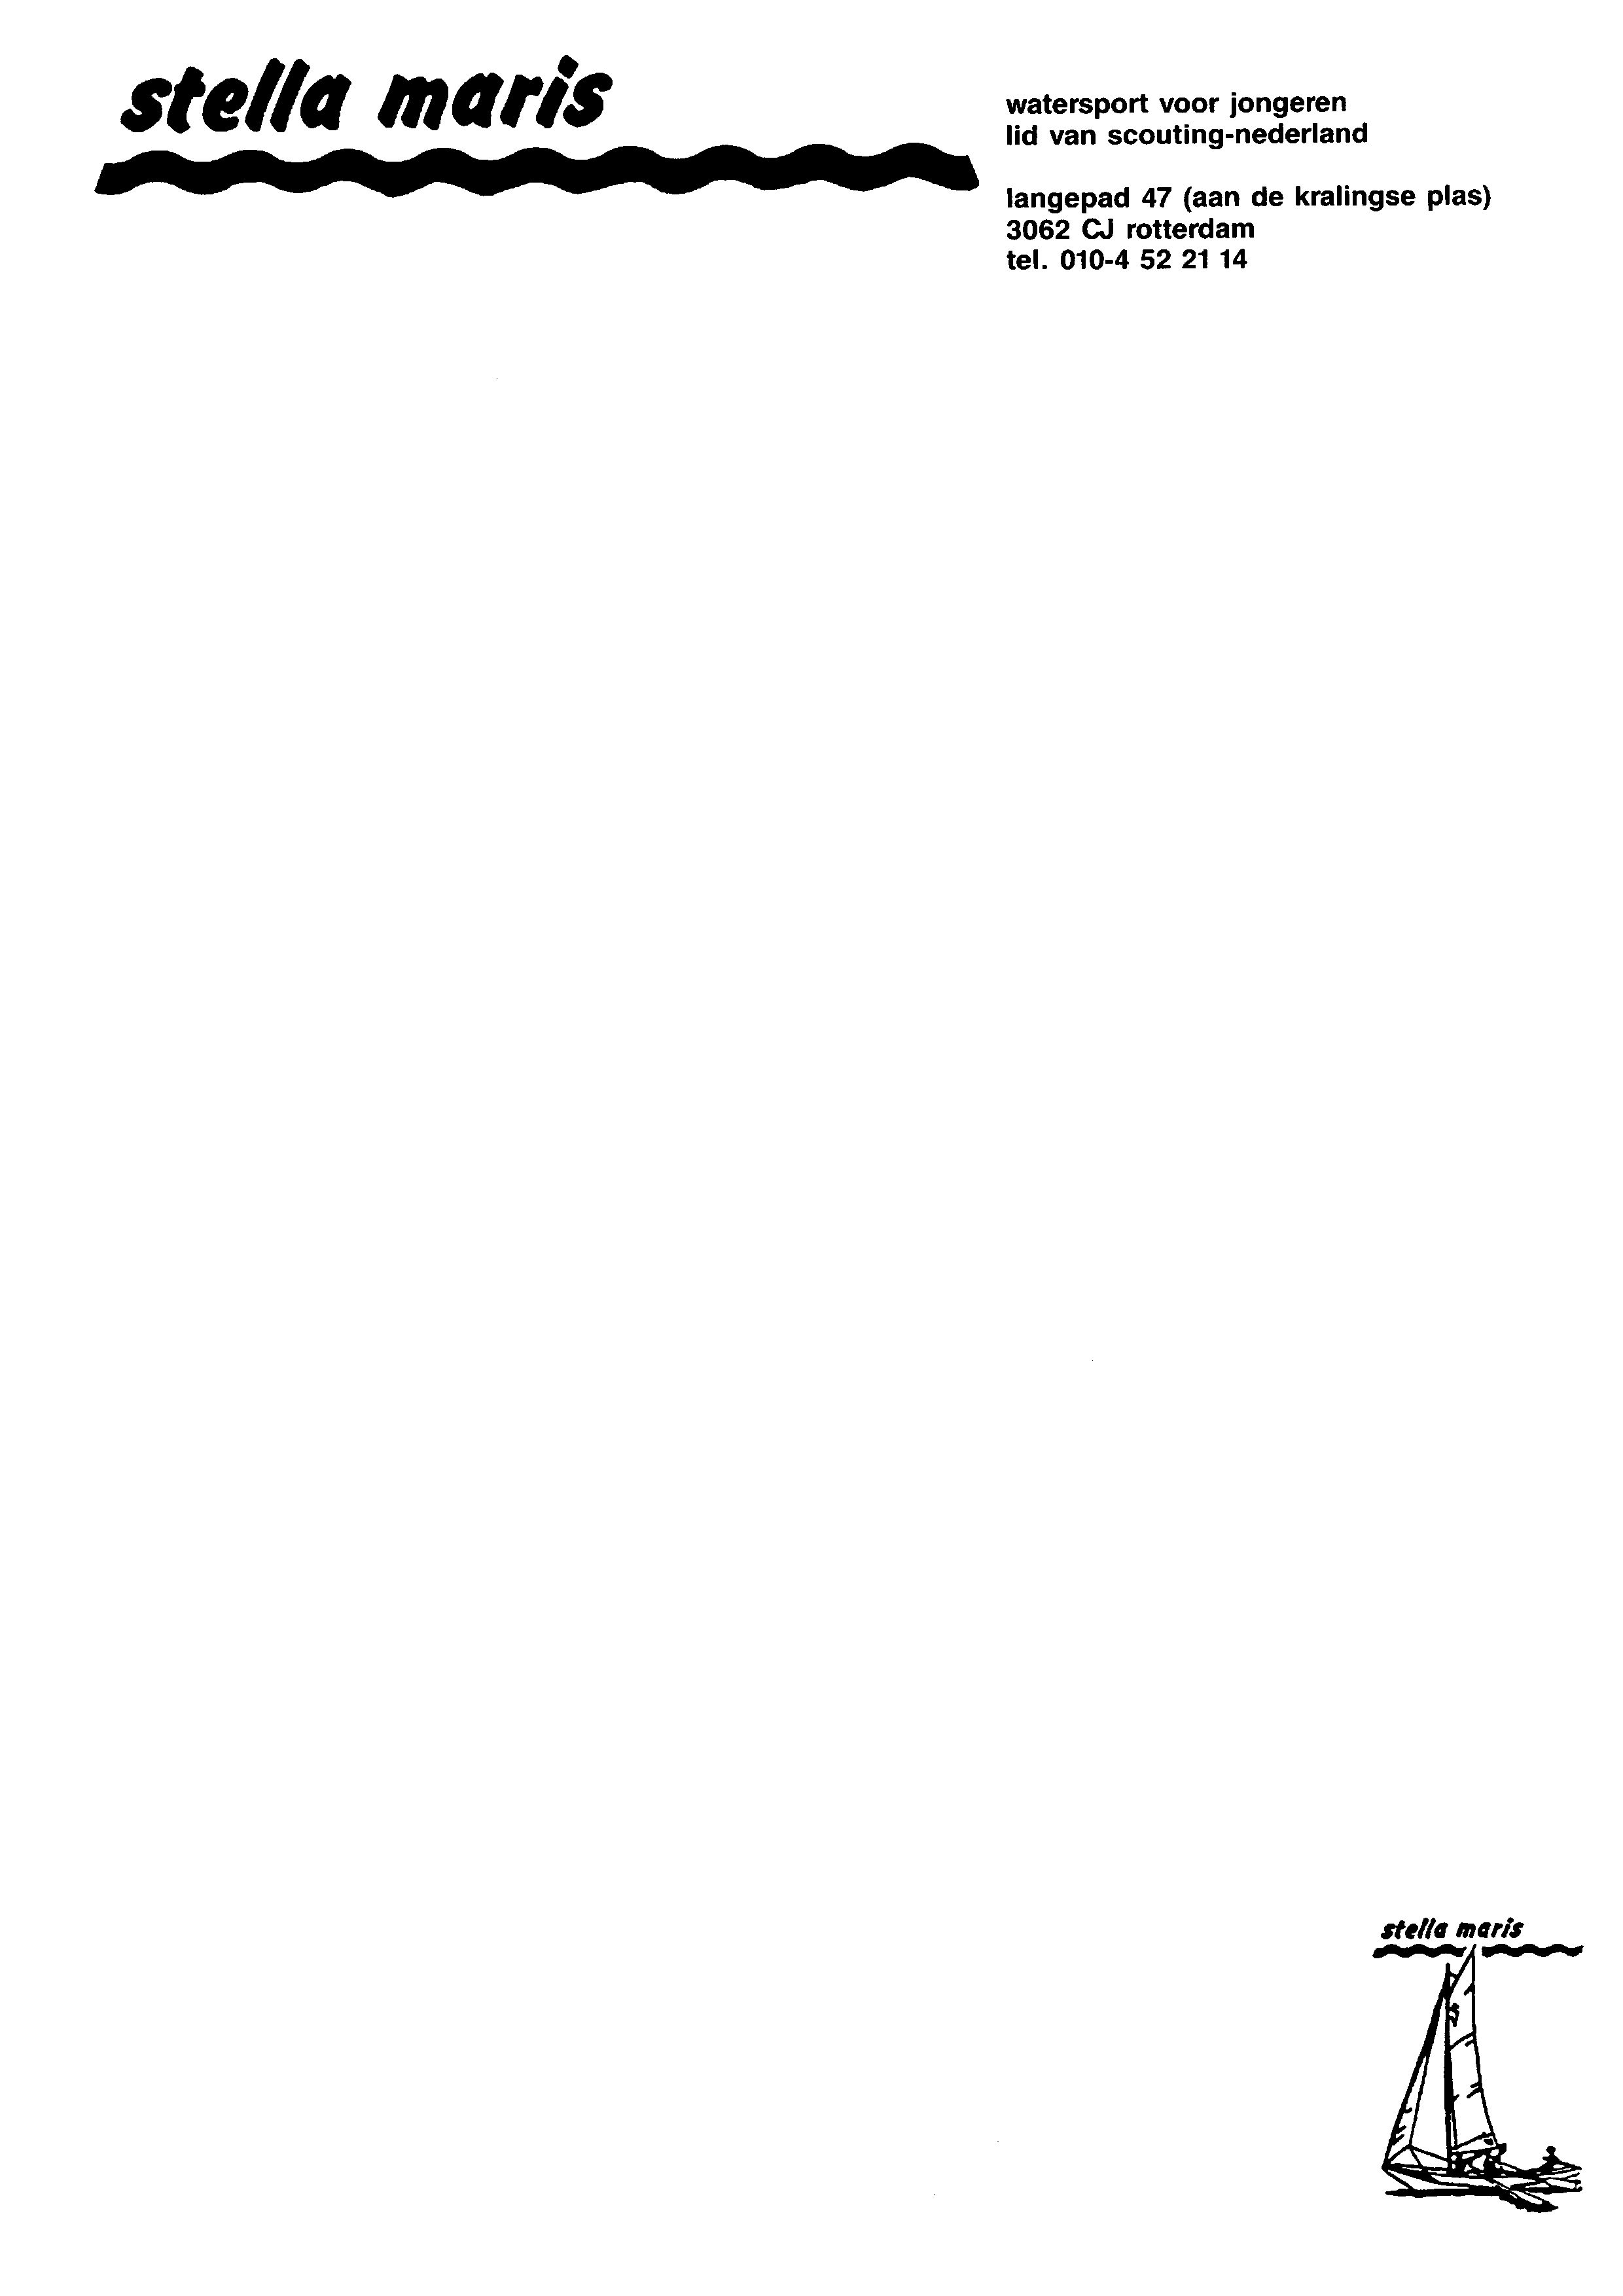 stella maris
watersport voor jongeren
lid van scouting-nederland
langepad 47 (aan de kralingse plas)
3062 CJ rotterdam
tel. 010-4 52 21 14
stella maris